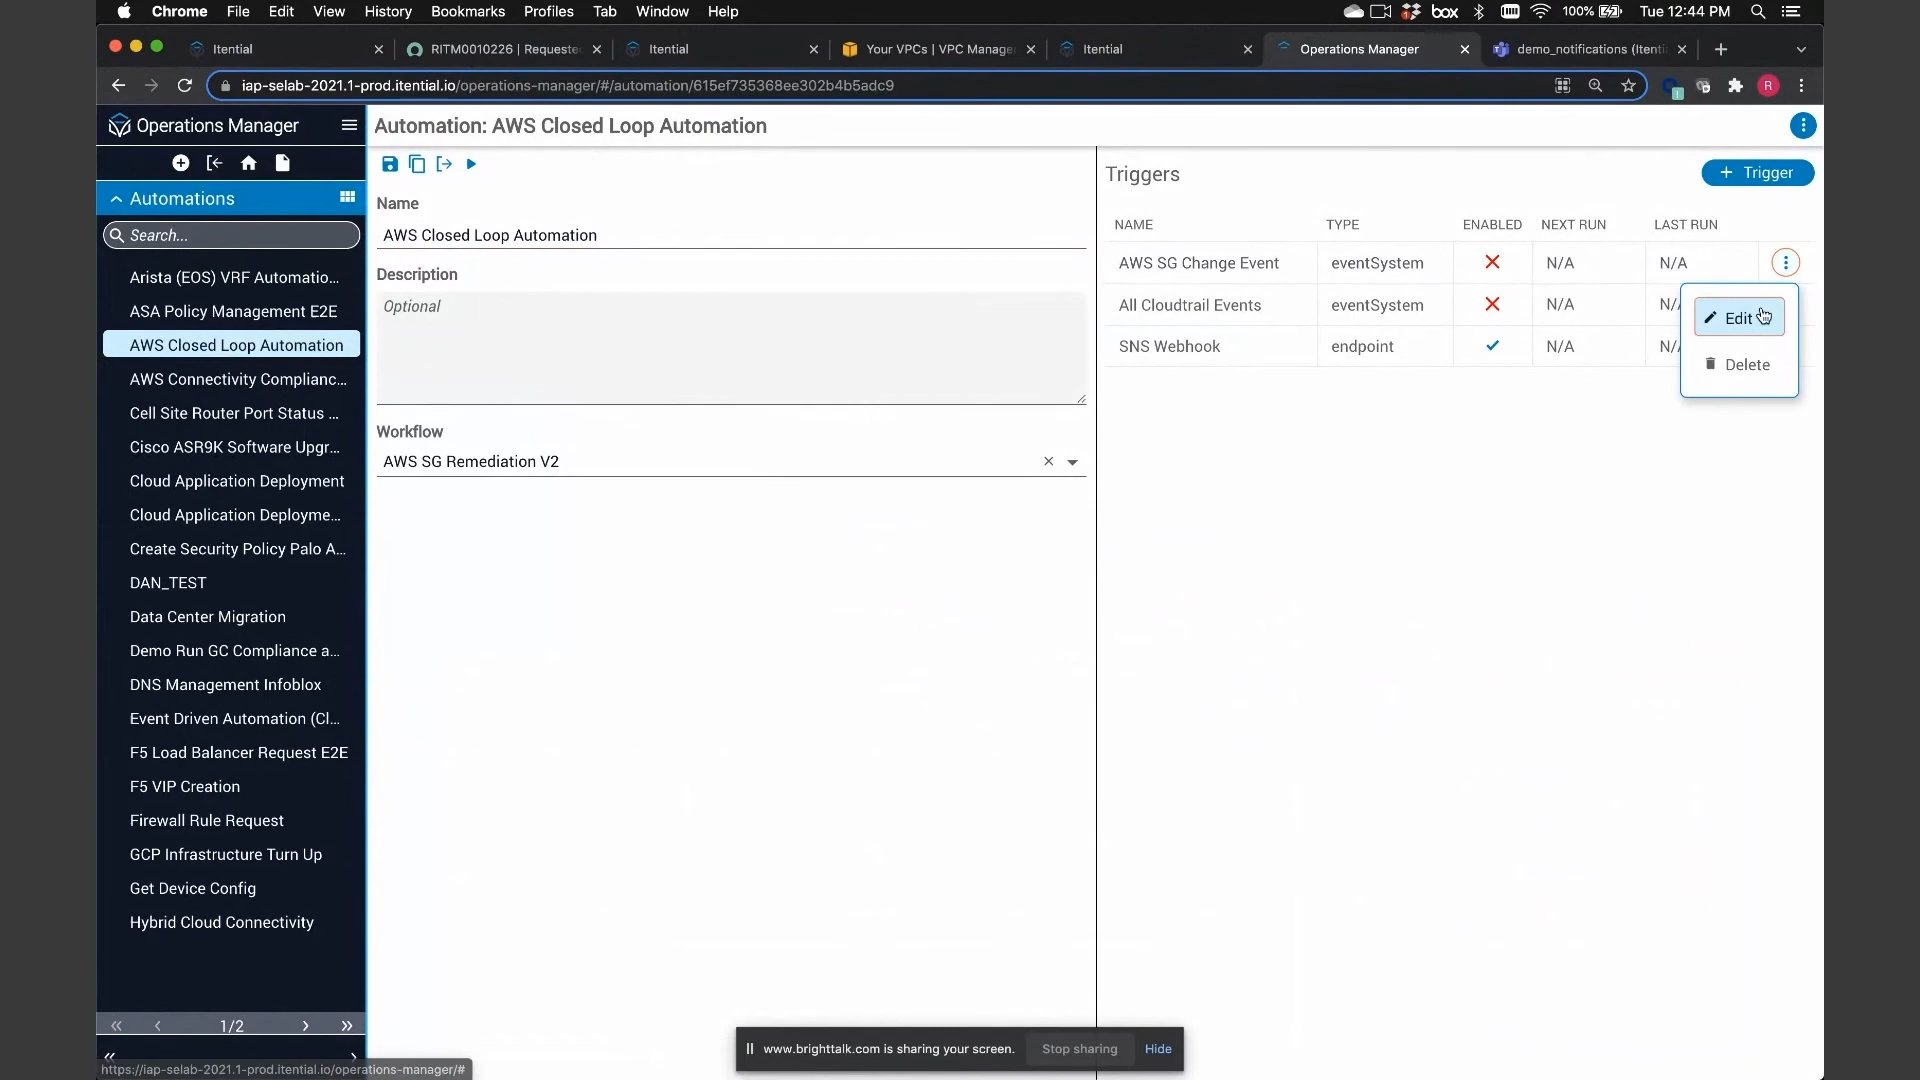 Chrome File Edit View History Bookmarks Profiles Tab Window Help box 100% Tue 12:44 PM
Itential RITM0010226 | Requeste Itential Your VPCs | VPC Manage Itential Operations Manager demo_notifications (Itenti
iap-selab-2021.1-prod.itential.io/operations-manager/#/automation/615ef735368ee302b4b5adc9 R
Operations Manager
Automation: AWS Closed Loop Automation
Automations
Search...
Arista (EOS) VRF Automatio...
ASA Policy Management E2E
AWS Closed Loop Automation
AWS Connectivity Complianc...
Cell Site Router Port Status ...
Cisco ASR9K Software Upgr...
Cloud Application Deployment
Cloud Application Deployme...
Create Security Policy Palo A...
DAN_TEST
Data Center Migration
Demo Run GC Compliance a...
DNS Management Infoblox
Event Driven Automation (Cl...
F5 Load Balancer Request E2E
F5 VIP Creation
Firewall Rule Request
GCP Infrastructure Turn Up
Get Device Config
Hybrid Cloud Connectivity
1/2
https://iap-selab-2021.1-prod.itential.io/operations-manager/#
Name
AWS Closed Loop Automation
Description
Optional
Workflow
AWS SG Remediation V2
Triggers
+ Trigger
NAME TYPE ENABLED NEXT RUN LAST RUN
AWS SG Change Event eventSystem N/A N/A
All Cloudtrail Events eventSystem N/A N/
SNS Webhook endpoint N/A N/
Edit
Delete
www.brighttalk.com is sharing your screen. Stop sharing Hide